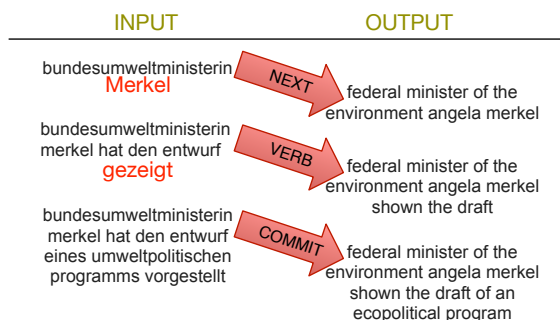 INPUT
OUTPUT
bundesumweltministerin
Merkel
NEXT
federal minister of the
environment angela merkel
bundesumweltministerin
merkel hat den entwurf
gezeigt
VERB
federal minister of the
environment angela merkel
shown the draft
bundesumweltministerin
merkel hat den entwurf
eines umweltpolitischen
programms vorgestellt
COMMIT
federal minister of the
environment angela merkel
shown the draft of an
ecopolitical program